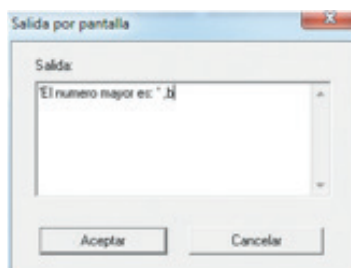 Salida por pantalla
Salida:
"El numero mayor es: " ,b
Aceptar
Cancelar